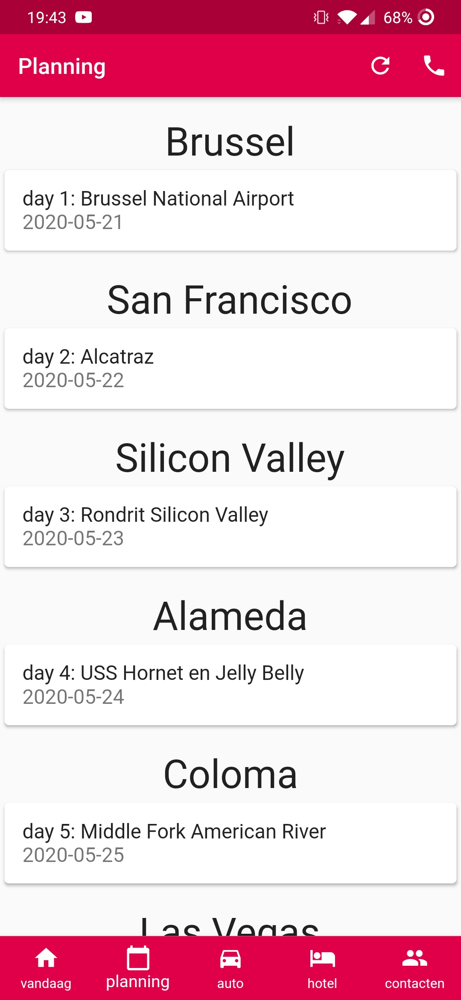 19:43
68%
Planning
Brussel
day 1: Brussel National Airport
2020-05-21
San Francisco
day 2: Alcatraz
2020-05-22
Silicon Valley
day 3: Rondrit Silicon Valley
2020-05-23
Alameda
day 4: USS Hornet en Jelly Belly
2020-05-24
Coloma
day 5: Middle Fork American River
2020-05-25
Las Vegas
vandaag
planning
auto
hotel
contacten